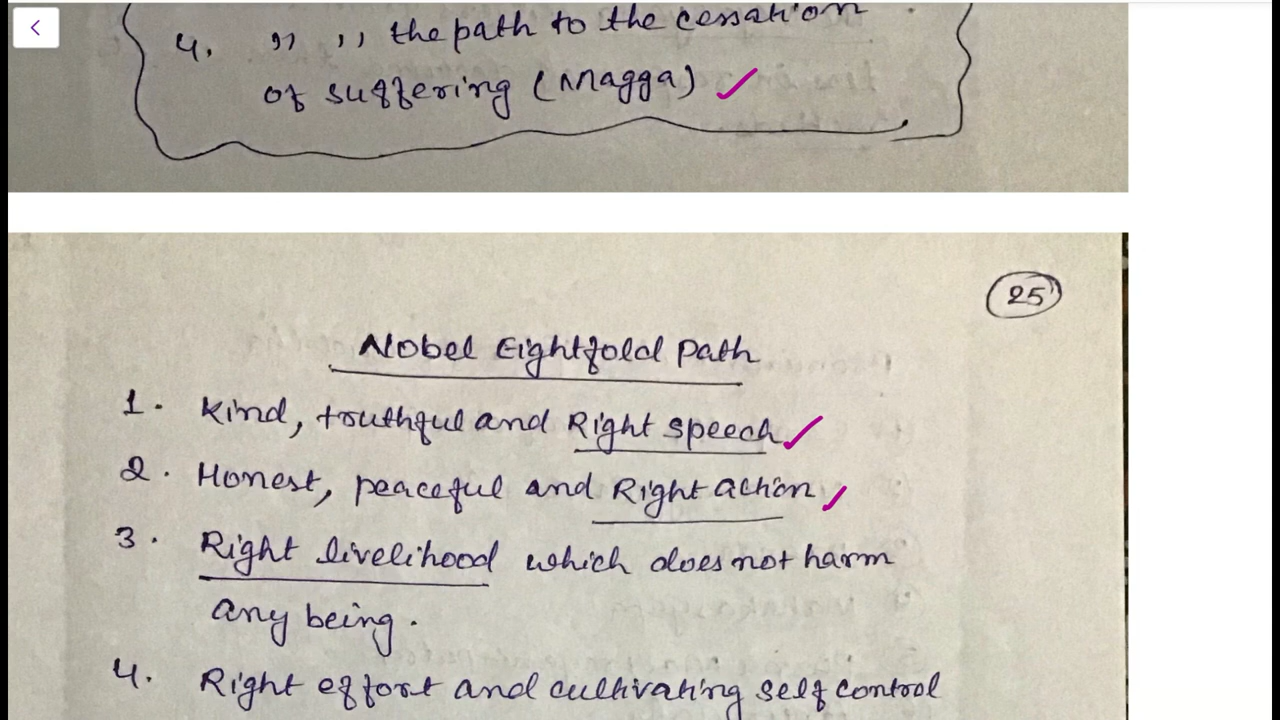 4. " " the path to the cessation
of suffering (Magga)
25
Nobel Eightfold Path
1. Kind, truthful and Right speech
2. Honest, peaceful and Right action
3. Right livelihood which does not harm
any being.
4. Right effort and cultivating self control